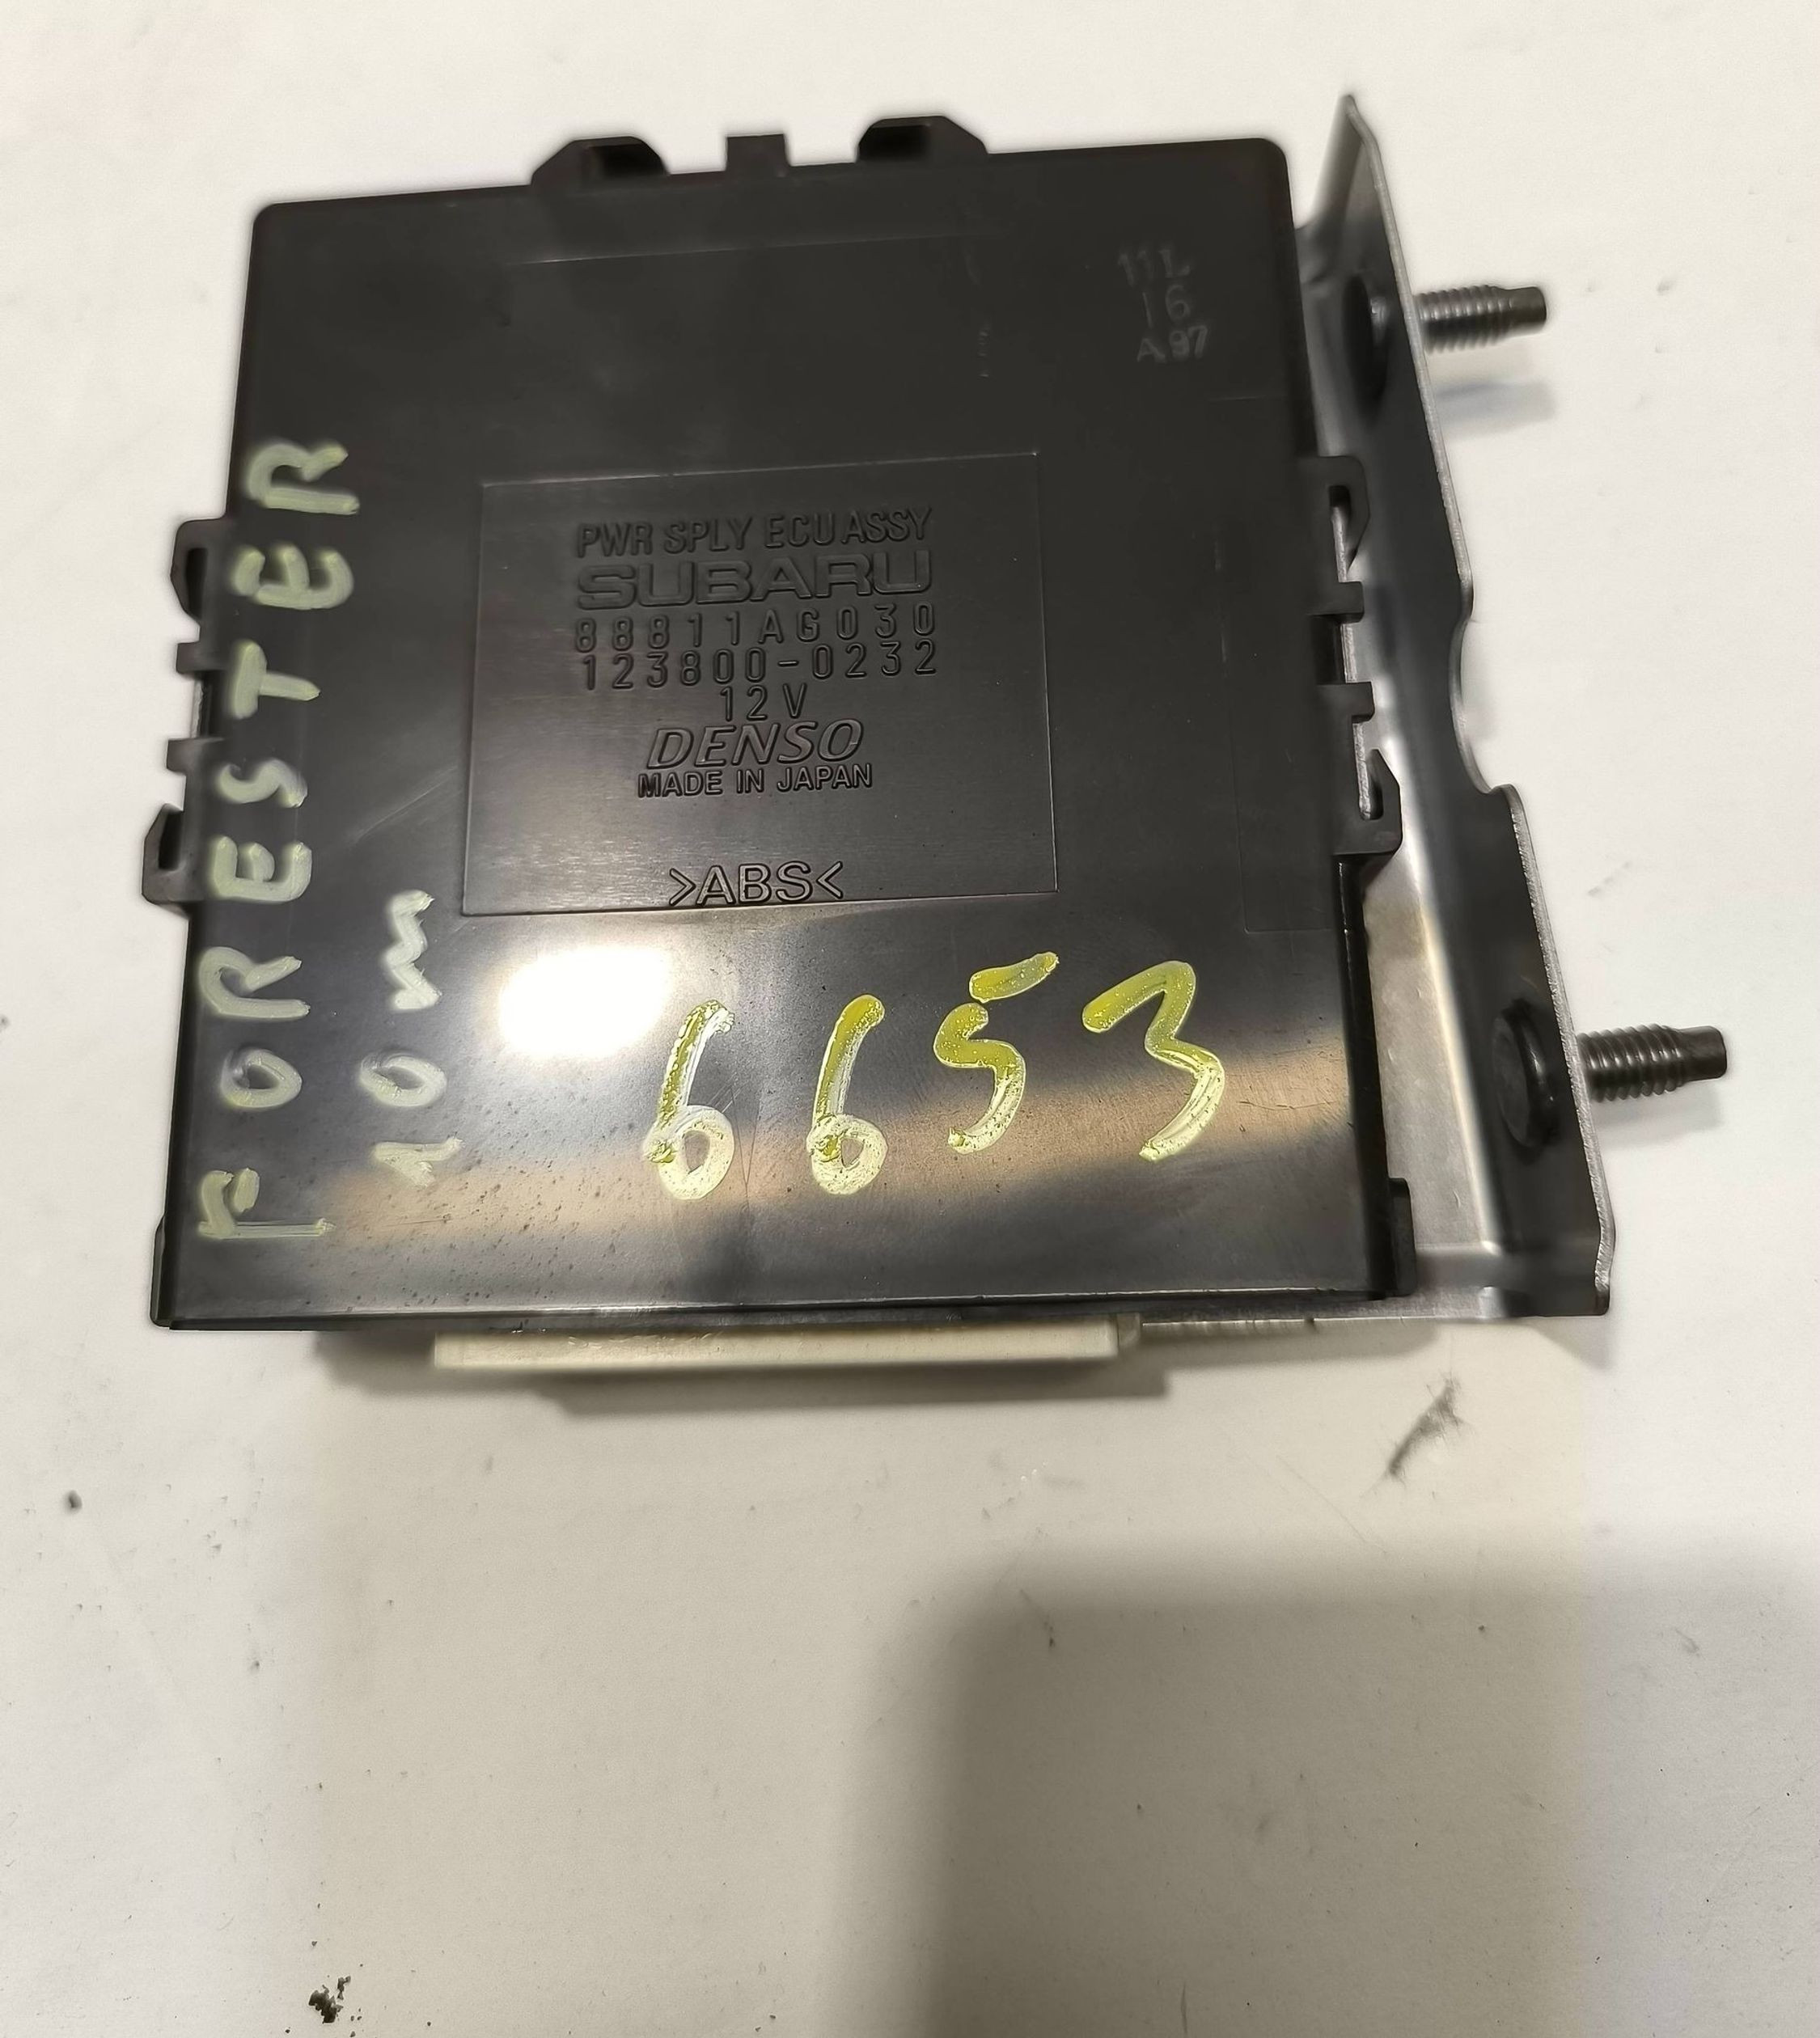 11L
16
A 97
PWR SPLY ECU ASSY
SUBARU
88811AG030
123800-0232
12V
DENSO
MADE IN JAPAN
>ABS<
FORESTER
10m
6653